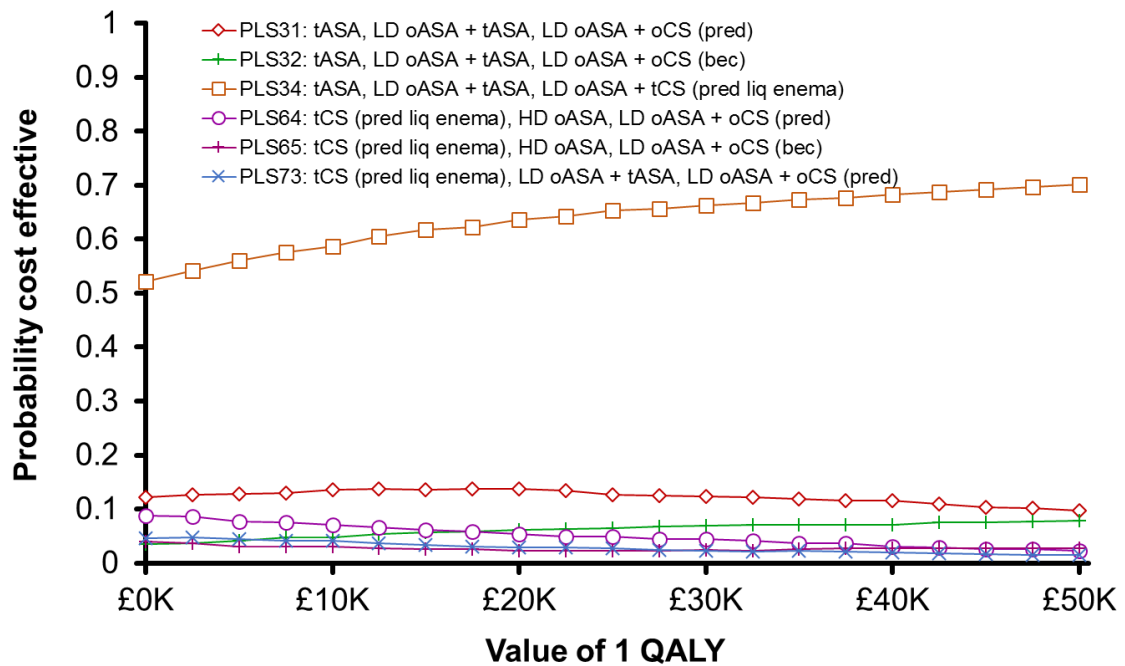 1
PLS31: tASA, LD oASA + tASA, LD oASA + oCS (pred)
PLS32: tASA, LD oASA + tASA, LD oASA + oCS (bec)
0.9
PLS34: tASA, LD oASA + tASA, LD oASA + tCS (pred liq enema)
0.8
PLS64: tCS (pred liq enema), HD oASA, LD oASA + oCS (pred)
PLS65: tCS (pred liq enema), HD oASA, LD oASA + oCS (bec)
0.7
PLS73: tCS (pred liq enema), LD oASA + tASA, LD oASA + oCS (pred)
0.6
0.5
0.4
0.3
0.2
0.1
0
Probability cost effective
£0K £10K £20K £30K £40K £50K
Value of 1 QALY